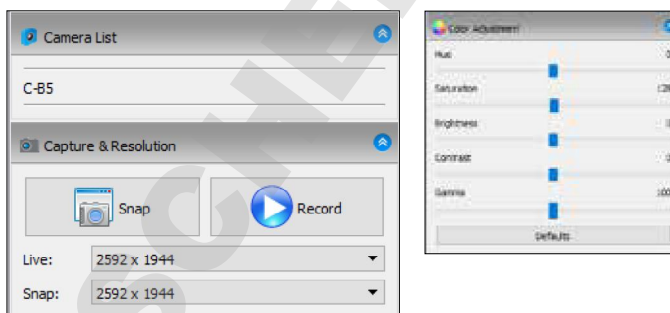 Camera List
C-B5
Capture & Resolution
Snap
Record
Live:
2592 x 1944
Snap:
2592 x 1944
Color Adjustment
Hue
Saturation
Brightness
Contrast
Gamma
Defaults